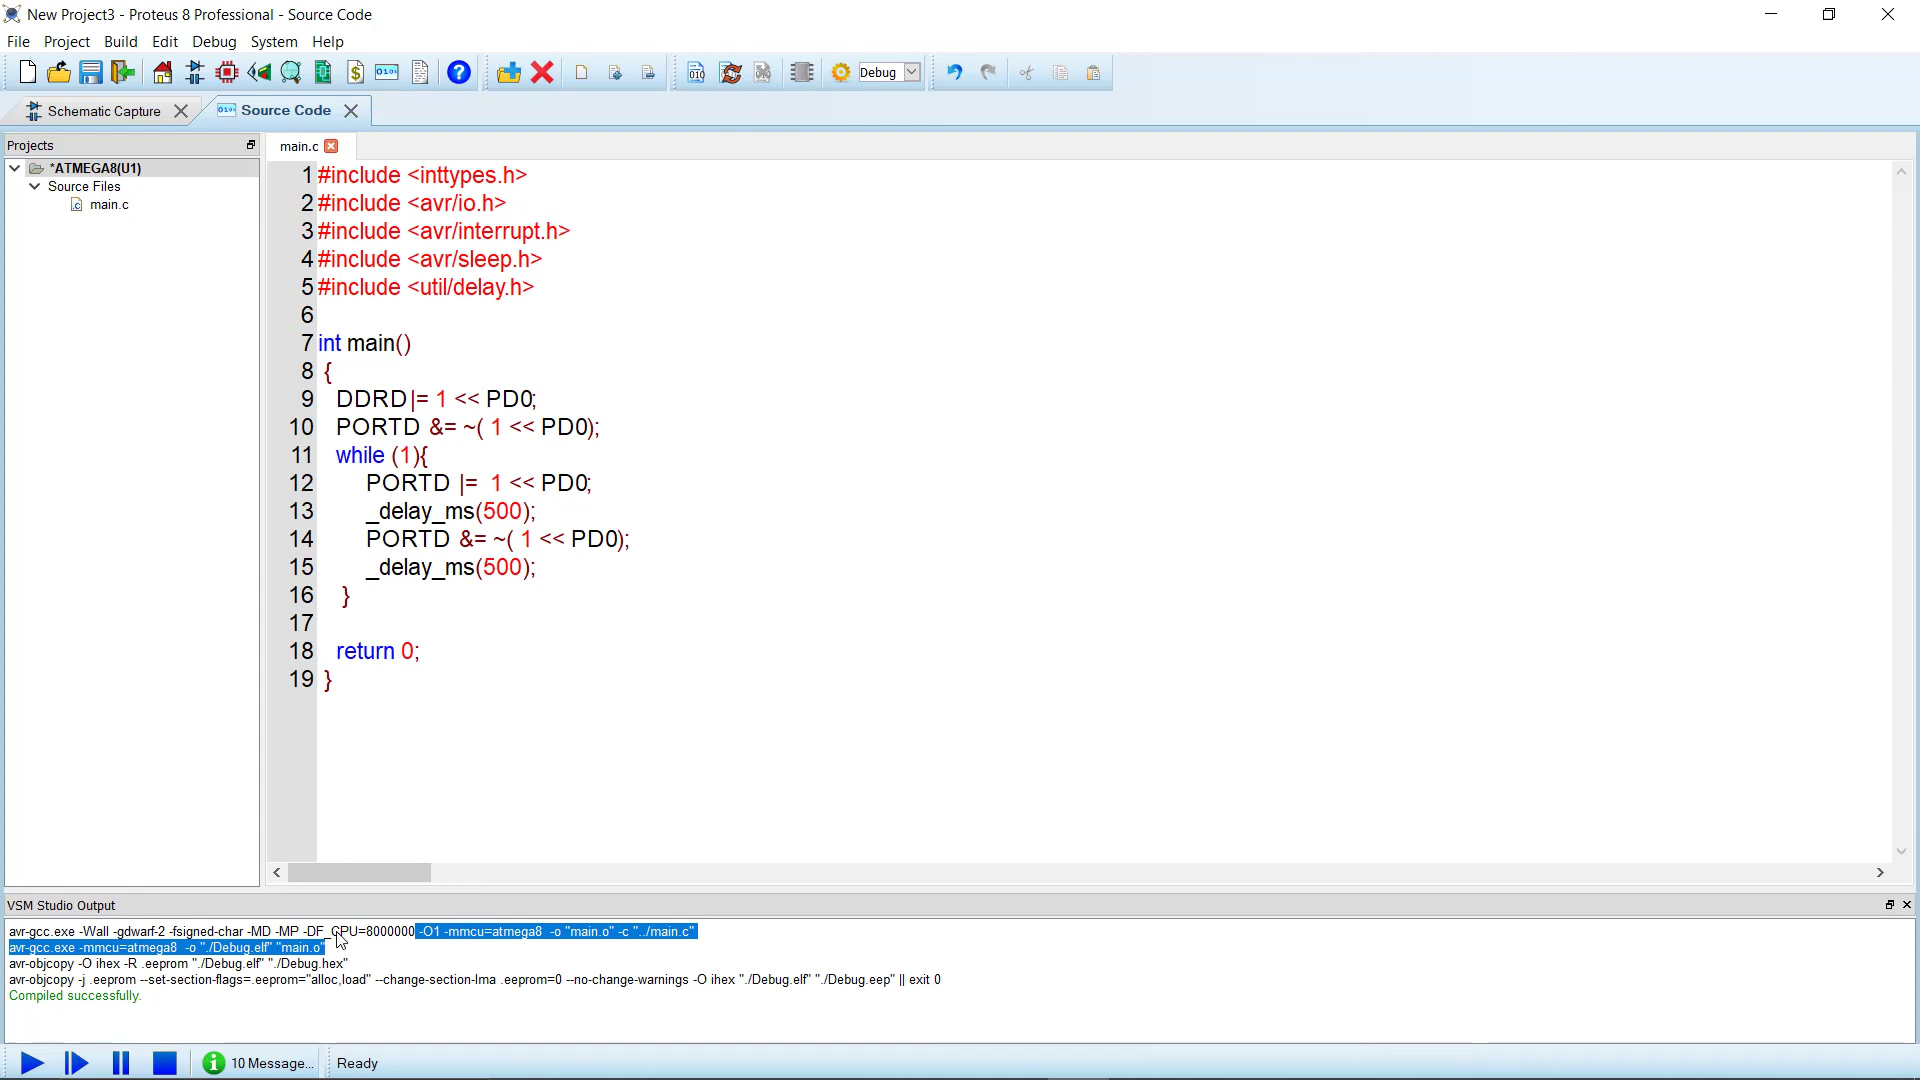 New Project3 - Proteus 8 Professional - Source Code
File Project Build Edit Debug System Help
Debug
Schematic Capture Source Code
Projects
*ATMEGA8(U1)
Source Files
main.c
main.c
1 #include <inttypes.h>
2 #include <avr/io.h>
3 #include <avr/interrupt.h>
4 #include <avr/sleep.h>
5 #include <util/delay.h>
6
7 int main()
8 {
9 DDRD|= 1 << PD0;
10 PORTD &= ~( 1 << PD0);
11 while (1){
12 PORTD |= 1 << PD0;
13 _delay_ms(500);
14 PORTD &= ~( 1 << PD0);
15 _delay_ms(500);
16 }
17
18 return 0;
19 }
VSM Studio Output
avr-gcc.exe -Wall -gdwarf-2 -fsigned-char -MD -MP -DF_CPU=8000000 -O1 -mmcu=atmega8 -o "main.o" -c "../main.c"
avr-gcc.exe -mmcu=atmega8 -o "./Debug.elf" "main.o"
avr-objcopy -O ihex -R .eeprom "./Debug.elf" "./Debug.hex"
avr-objcopy -j .eeprom --set-section-flags=.eeprom="alloc,load" --change-section-lma .eeprom=0 --no-change-warnings -O ihex "./Debug.elf" "./Debug.eep" || exit 0
Compiled successfully.
10 Message... Ready